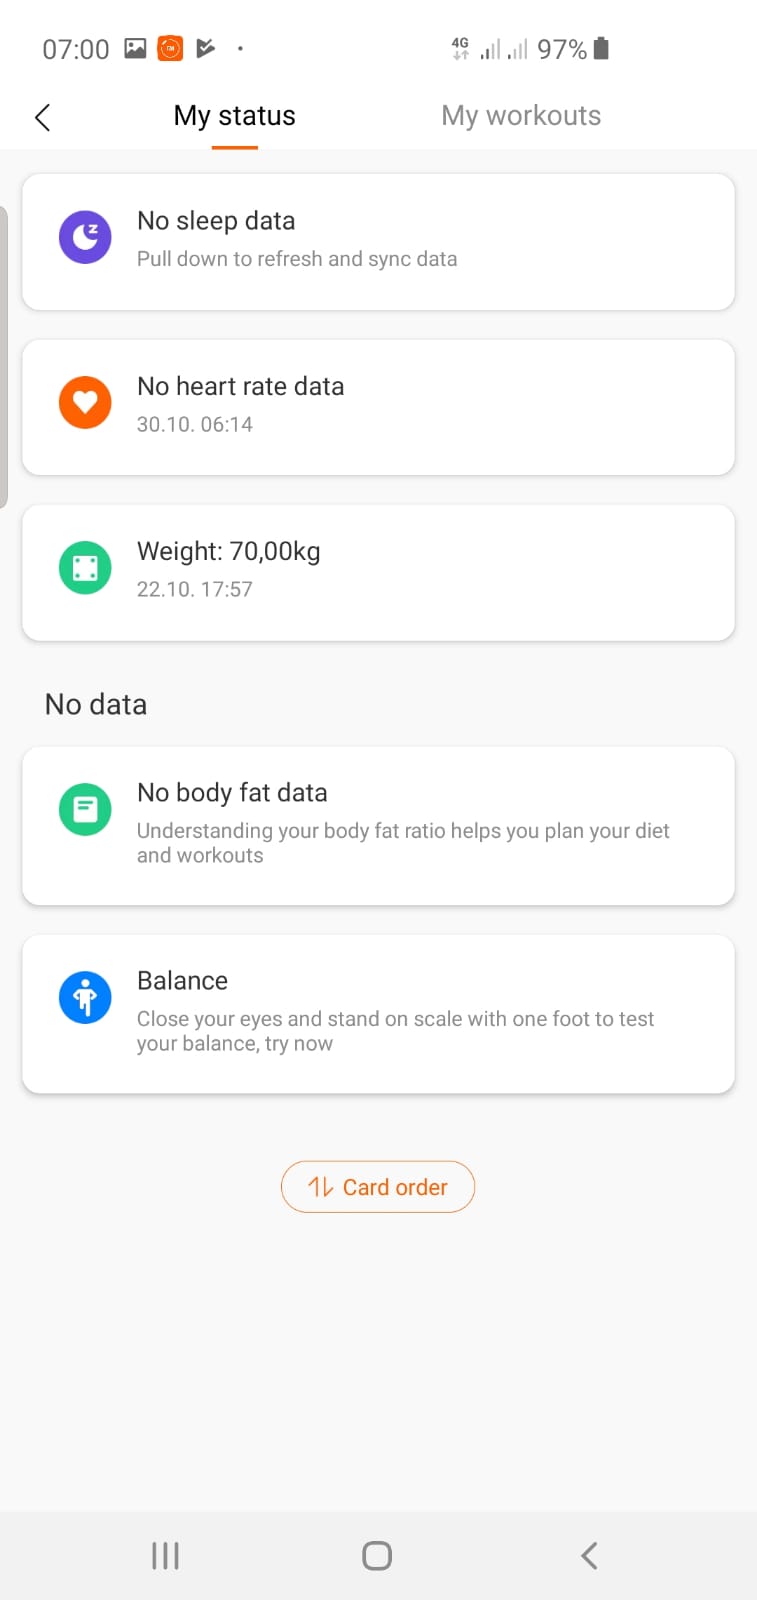 07:00
4G
97%
My status
My workouts
No sleep data
Pull down to refresh and sync data
No heart rate data
30.10. 06:14
Weight: 70,00kg
22.10. 17:57
No data
No body fat data
Understanding your body fat ratio helps you plan your diet
and workouts
Balance
Close your eyes and stand on scale with one foot to test
your balance, try now
Card order